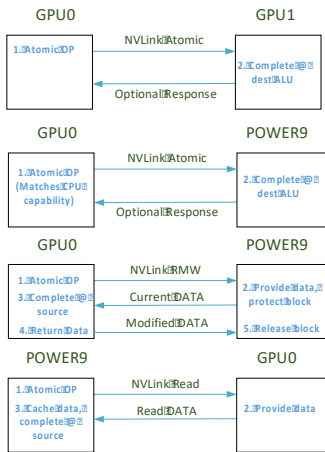 GPU0 GPU1
1. Atomic OP
NVLink Atomic
2. Complete @
dest ALU
Optional Response
GPU0 POWER9
NVLink Atomic
1. Atomic OP
(Matches CPU
capability)
2. Complete @
dest ALU
Optional Response
GPU0 POWER9
NVLink RMW
1. Atomic OP
3. Complete @
source
2. Provide data,
protect block
Current DATA
Modified DATA
4. Return Data
5. Release block
POWER9 GPU0
NVLink Read
1. Atomic OP
3. Cache data,
complete @
source
2. Provide data
Read DATA